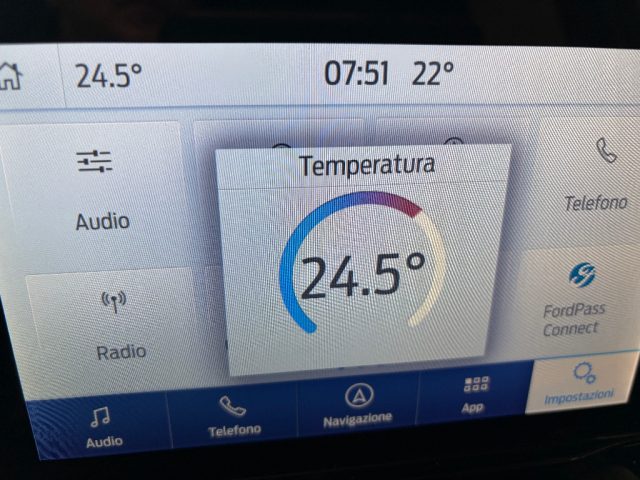 24.5° 07:51 22°
Temperatura
24.5°
Audio
Telefono
Radio
FordPass
Connect
Audio
Telefono
Navigazione
App
Impostazioni